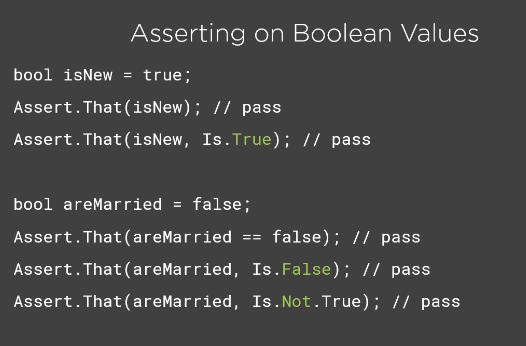 Asserting on Boolean Values
bool isNew = true;
Assert.That(isNew); // pass
Assert.That(isNew, Is.True); // pass
bool areMarried = false;
Assert.That(areMarried == false); // pass
Assert.That(areMarried, Is.False); // pass
Assert.That(areMarried, Is.Not.True); // pass